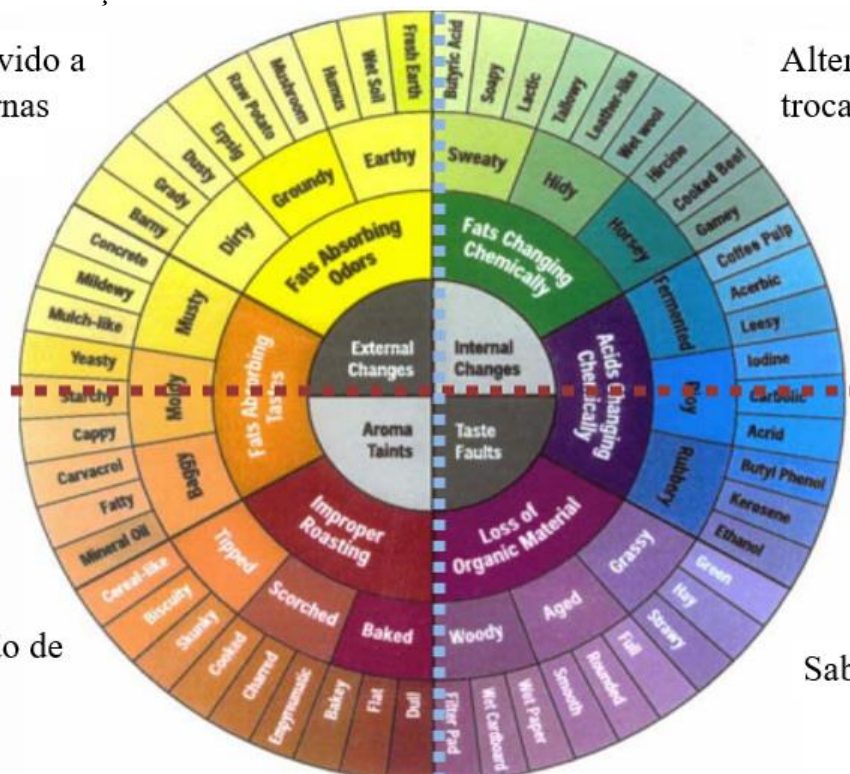 vido a
rnas
Alter
troca
Barny
Grady
Dusty
Erpsig
Raw Potato
Mushroom
Humus
Wet Soil
Fresh Earth
Butyric Acid
Soapy
Lactic
Tallowy
Leather-like
Wet wool
Hircine
Cooked Beef
Gamey
Dirty
Groundy
Earthy
Sweaty
Hidy
Horsey
Fats Absorbing
Odors
Fats Changing
Chemically
Concrete
Mildewy
Mulch-like
Yeasty
Starchy
Cappy
Carvacrol
Fatty
Mineral Oil
Musty
Moldy
Baggy
Fats Absorbing
Tastes
External
Changes
Internal
Changes
Aroma
Taints
Taste
Faults
Acids Changing
Chemically
Fermented
Rubbery
Coffee Pulp
Acerbic
Leesy
Iodine
Carbolic
Acrid
Butyl Phenol
Kerosene
Ethanol
Improper
Roasting
Loss of
Organic Material
Tipped
Scorched
Baked
Woody
Aged
Grassy
Cereal-like
Biscuity
Skunky
Cooked
Charred
Empyreumatic
Bakey
Flat
Dull
Filter Pad
Wet Cardboard
Wet Paper
Smooth
Rounded
Full
Strawy
Hay
Green
o de
Sab